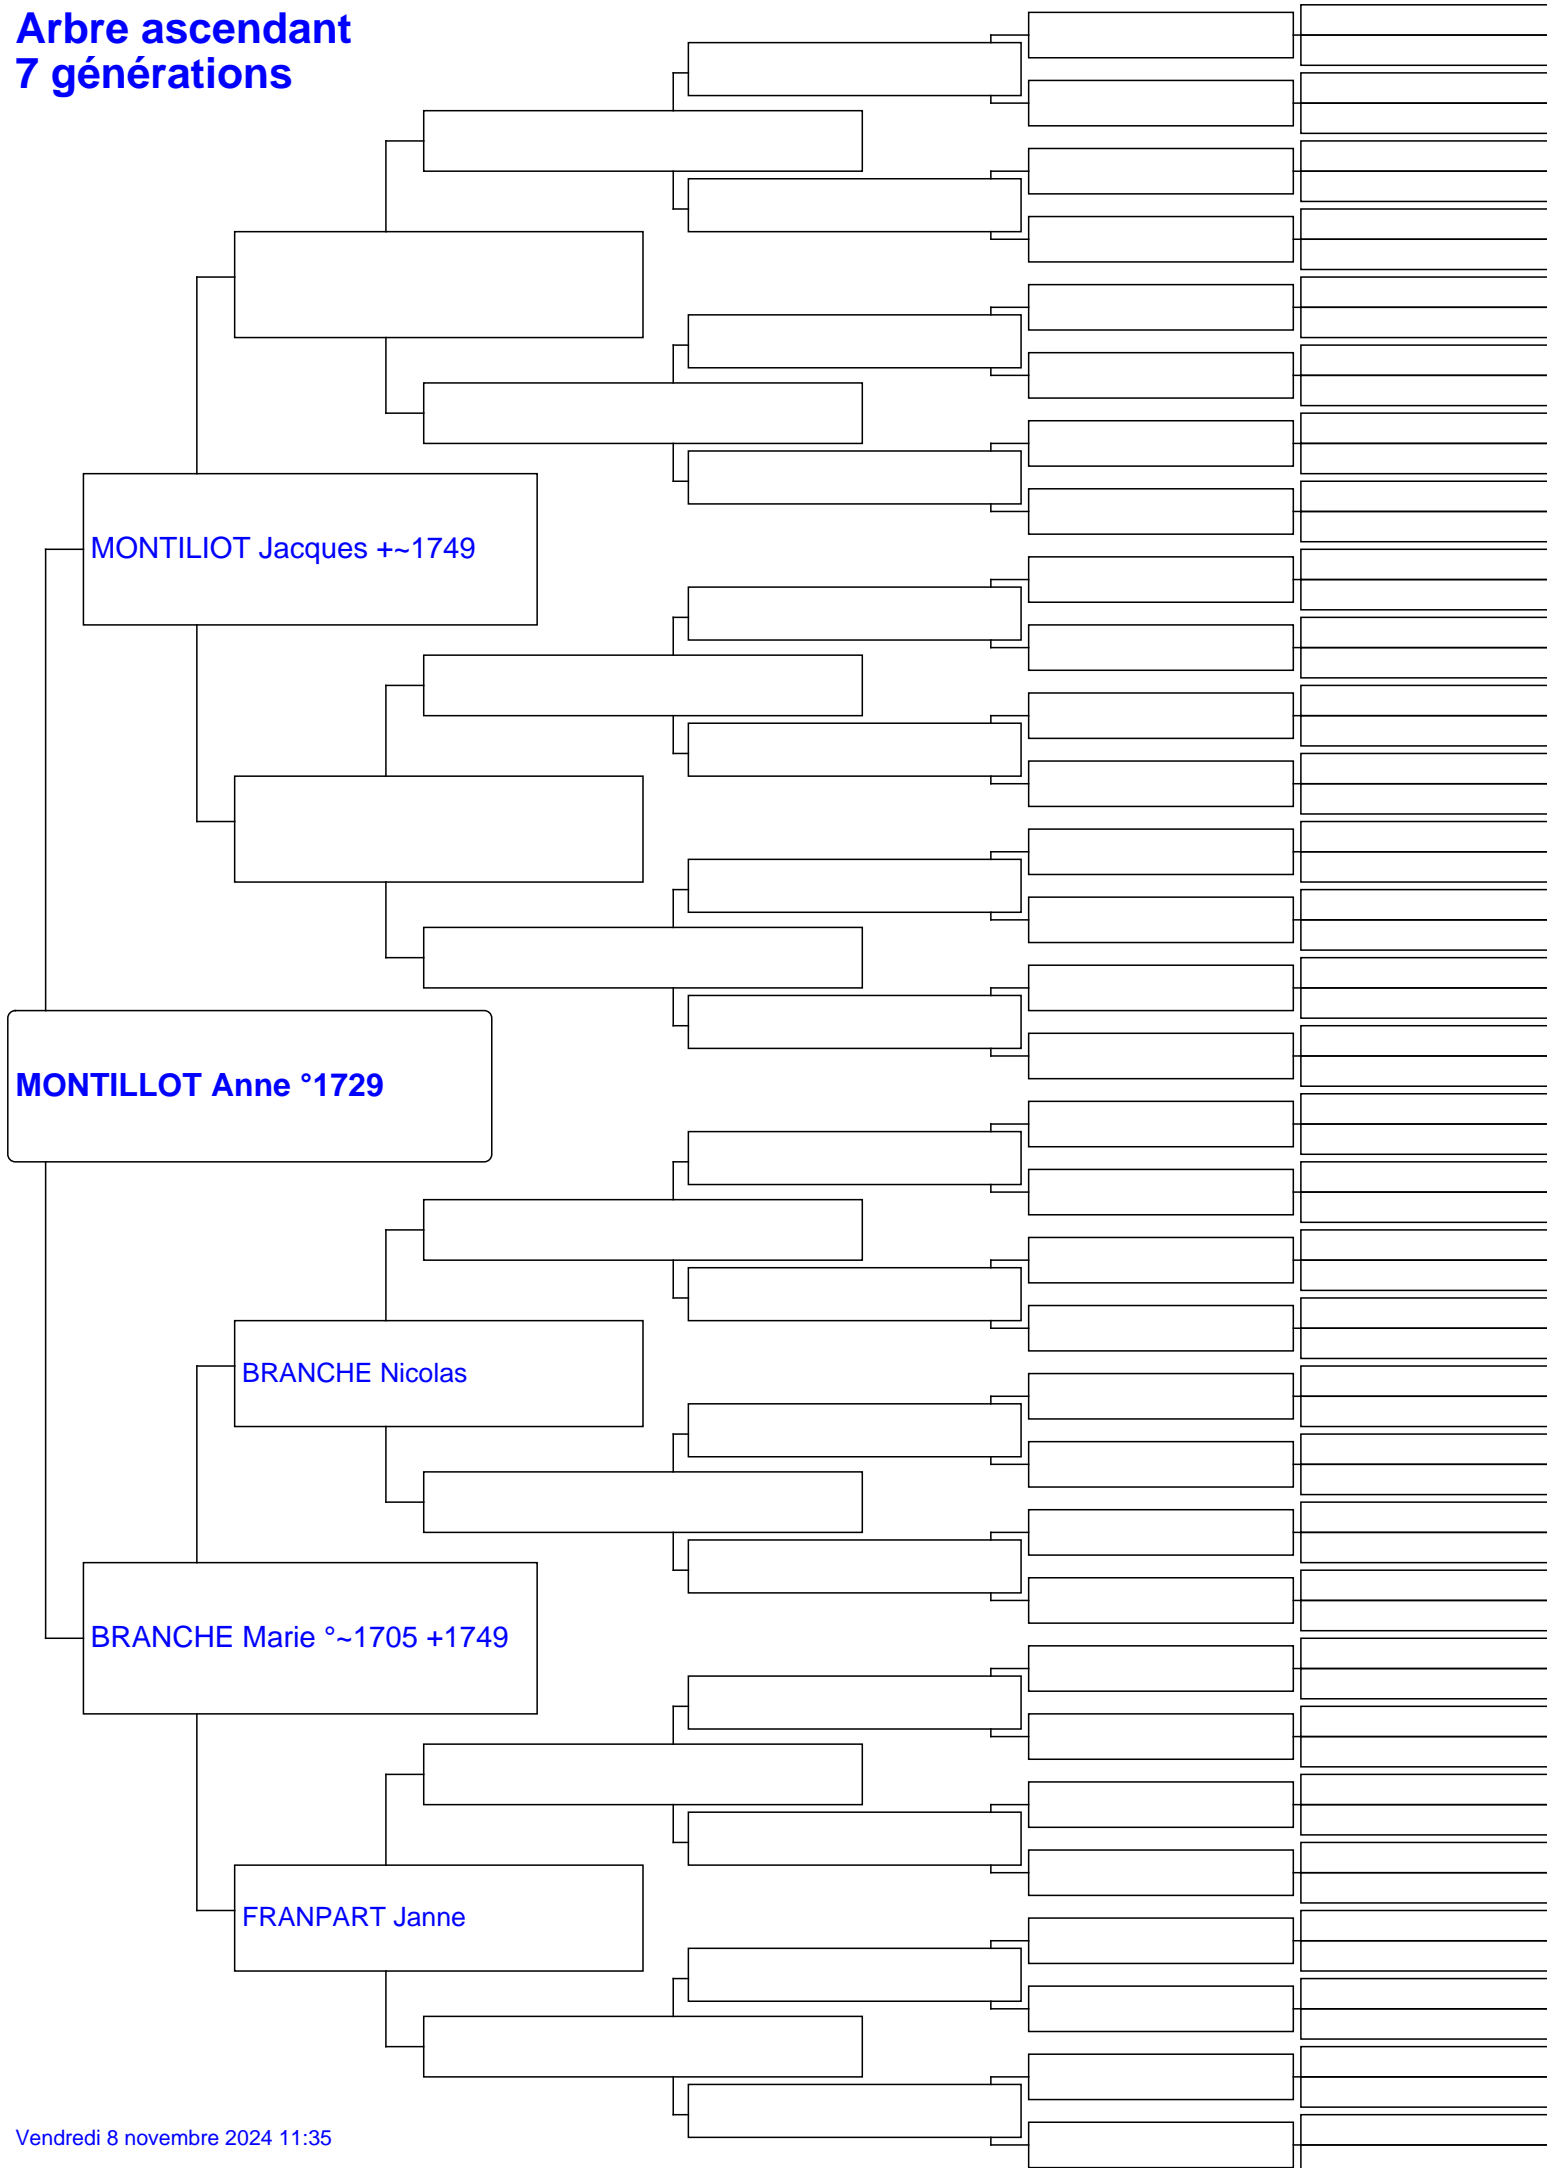 Arbre ascendant
7 générations
MONTILIOT Jacques +~1749
MONTILLOT Anne °1729
BRANCHE Nicolas
BRANCHE Marie °~1705 +1749
FRANPART Janne
Vendredi 8 novembre 2024 11:35